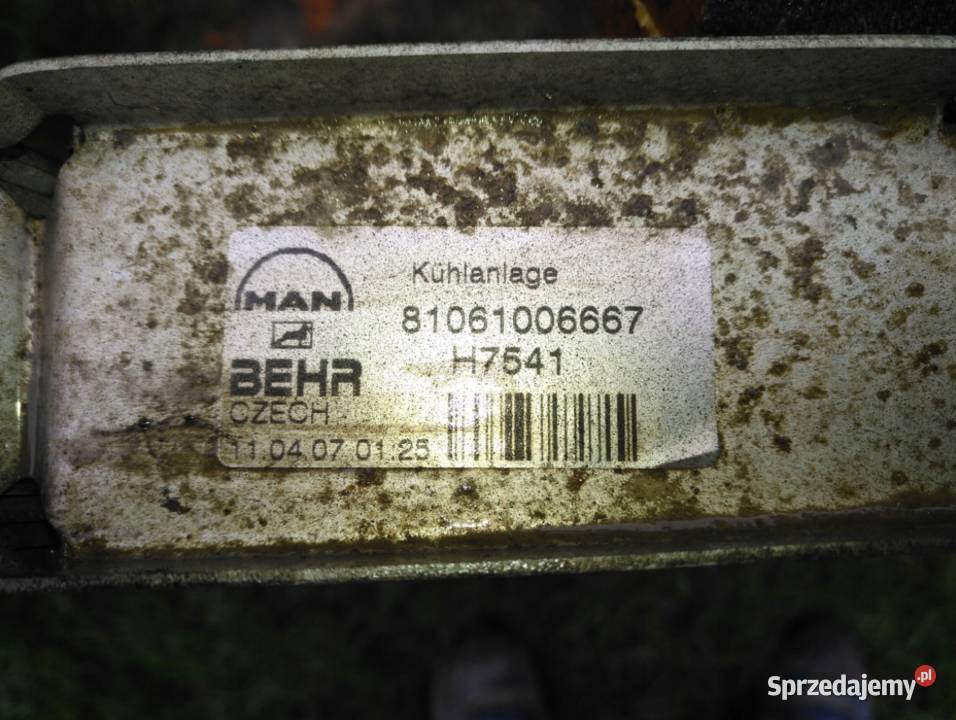 MAN
Kühlanlage
81061006667
H7541
BEHR
CZECH
11.04.07 01:25
Sprzedajemy.pl